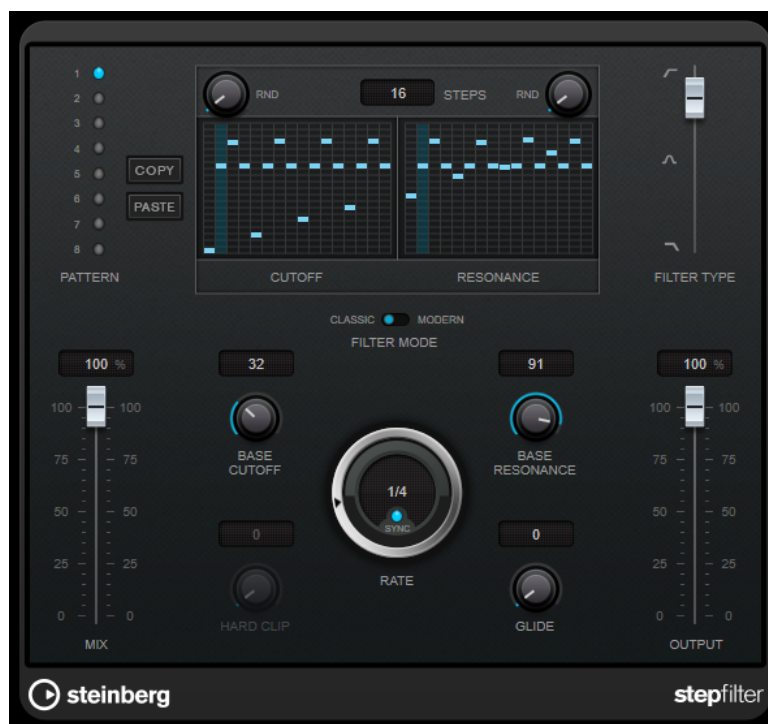 1
2
3
4
5
6
7
8
PATTERN
COPY
PASTE
RND
16
STEPS
RND
CUTOFF
RESONANCE
FILTER TYPE
CLASSIC
MODERN
FILTER MODE
100 %
32
91
100 %
100 100
75 75
50 50
25 25
0 0
MIX
BASE
CUTOFF
0
HARD CLIP
1/4
SYNC
RATE
BASE
RESONANCE
0
GLIDE
100 100
75 75
50 50
25 25
0 0
OUTPUT
steinberg
stepfilter